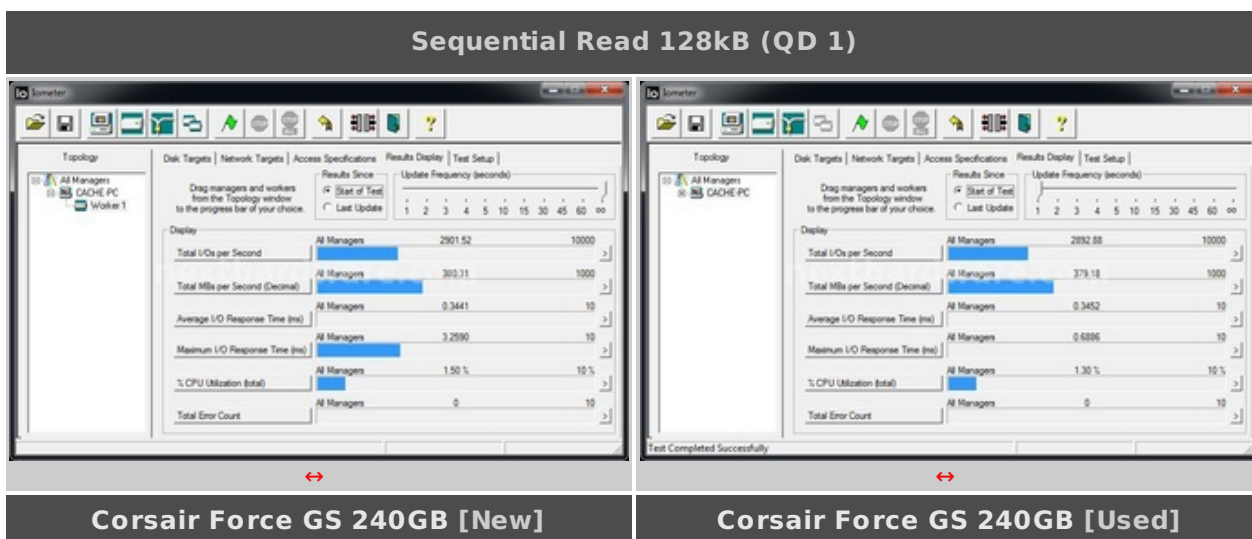 Sequential Read 128kB (QD 1)
Iometer
Topology
All Managers
CACHE-PC
Worker 1
Disk Targets | Network Targets | Access Specifications | Results Display | Test Setup |
Drag managers and workers
from the Topology window
to the progress bar of your choice.
Results Since
Start of Test
Last Update
Update Frequency (seconds)
1 2 3 4 5 10 15 30 45 60 oo
Display
All Managers 2901.52 10000
Total I/Os per Second >
All Managers 380.31 1000
Total MBs per Second (Decimal) >
All Managers 0.3441 10
Average I/O Response Time (ms) >
All Managers 3.2590 10
Maximum I/O Response Time (ms) >
All Managers 1.50 % 10 %
% CPU Utilization (total) >
All Managers 0 10
Total Error Count >
Iometer
Topology
All Managers
CACHE-PC
Disk Targets | Network Targets | Access Specifications | Results Display | Test Setup |
Drag managers and workers
from the Topology window
to the progress bar of your choice.
Results Since
Start of Test
Last Update
Update Frequency (seconds)
1 2 3 4 5 10 15 30 45 60 oo
Display
All Managers 2892.88 10000
Total I/Os per Second >
All Managers 379.18 1000
Total MBs per Second (Decimal) >
All Managers 0.3452 10
Average I/O Response Time (ms) >
All Managers 0.6886 10
Maximum I/O Response Time (ms) >
All Managers 1.30 % 10 %
% CPU Utilization (total) >
All Managers 0 10
Total Error Count >
Test Completed Successfully
↔ ↔
Corsair Force GS 240GB [New]
Corsair Force GS 240GB [Used]